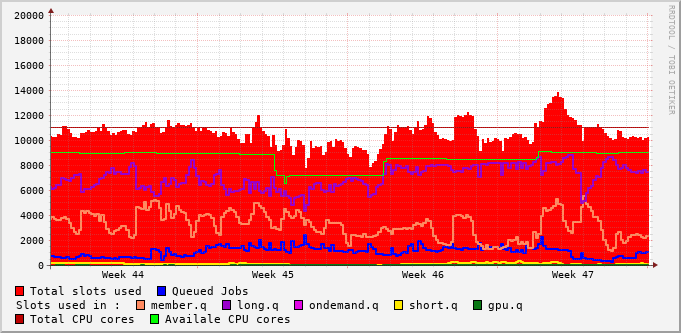 20000
18000
16000
14000
12000
10000
8000
6000
4000
2000
0
Week 44 Week 45 Week 46 Week 47
RRDTOOL / TOBI OETIKER
Total slots used Queued Jobs
Slots used in : member.q long.q ondemand.q short.q gpu.q
Total CPU cores Availale CPU cores